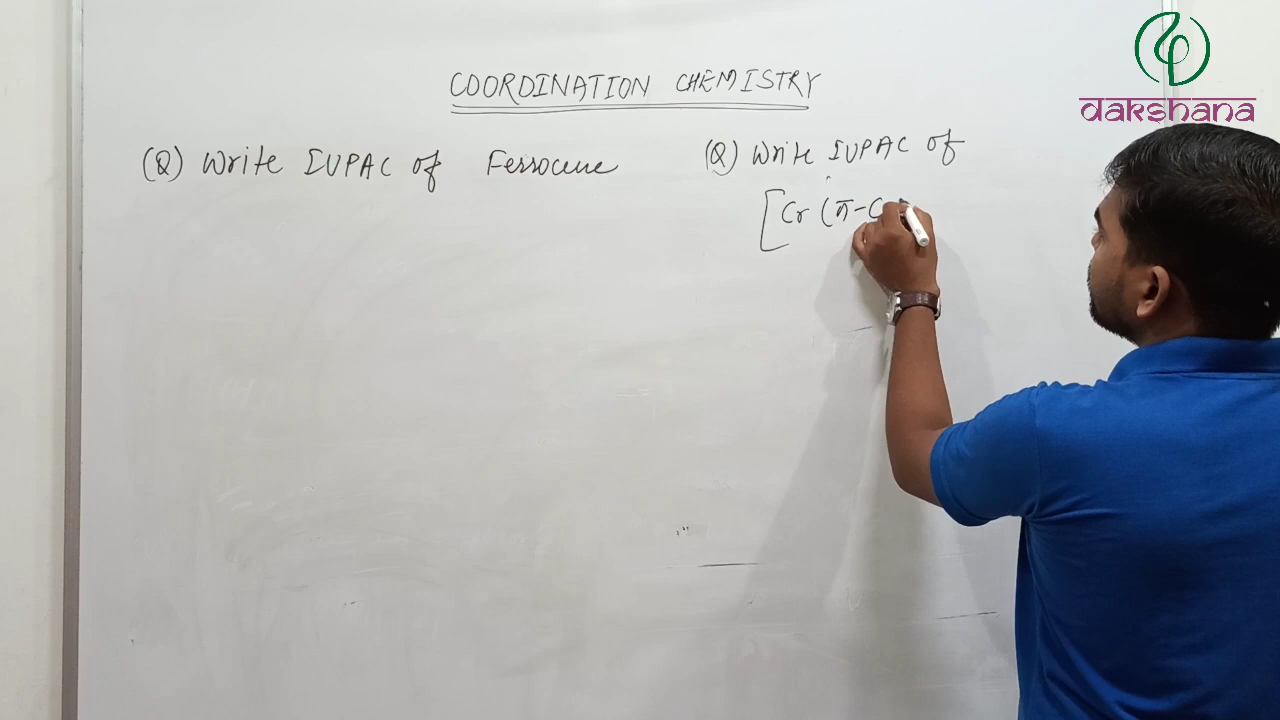 dakshana
COORDINATION CHEMISTRY
(Q) Write IUPAC of Ferrocene
(Q) Write IUPAC of
[Cr (π-C